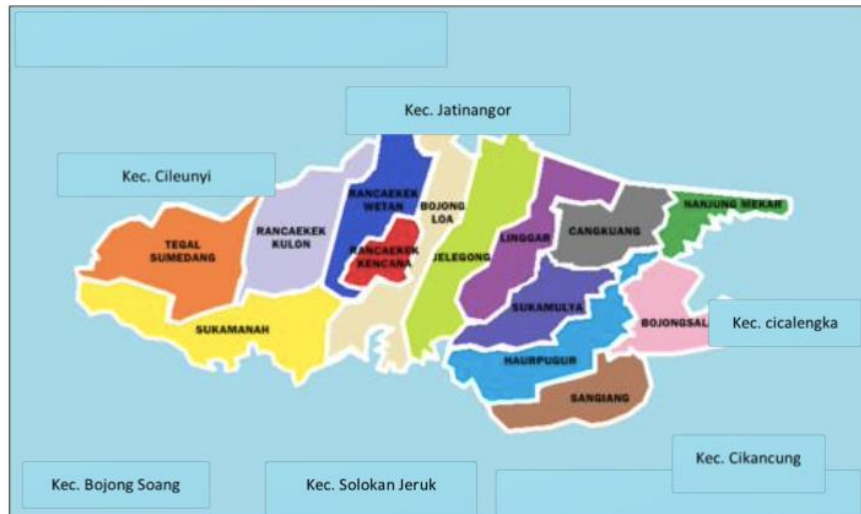 Kec. Jatinangor
Kec. Cileunyi
RANCAEKEK
WETAN
BOJONG
LOA
NANJUNG MEKAR
TEGAL
SUMEDANG
RANCAEKEK
KULON
RANCAEKEK
KENCANA
JELEGONG
LINGGAR
CANGKUANG
SUKAMULYA
SUKAMANAH
BOJONGSAL
Kec. cicalengka
HAURPUGUR
SANGIANG
Kec. Cikancung
Kec. Bojong Soang
Kec. Solokan Jeruk